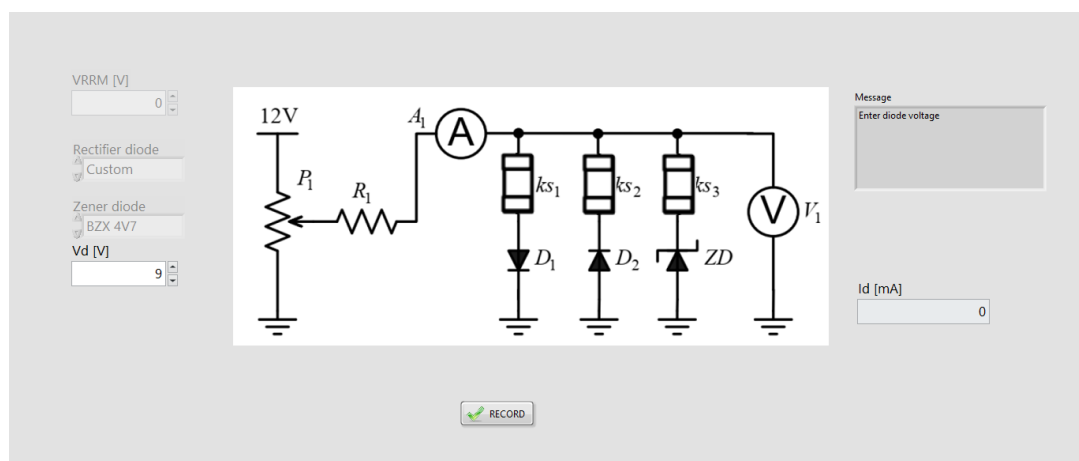 VRRM [V]
0
Rectifier diode
Custom
Zener diode
BZX 4V7
Vd [V]
9
12V
P1
R1
A1
A
ks1
ks2
ks3
D1
D2
ZD
V
V1
Message
Enter diode voltage
Id [mA]
0
RECORD